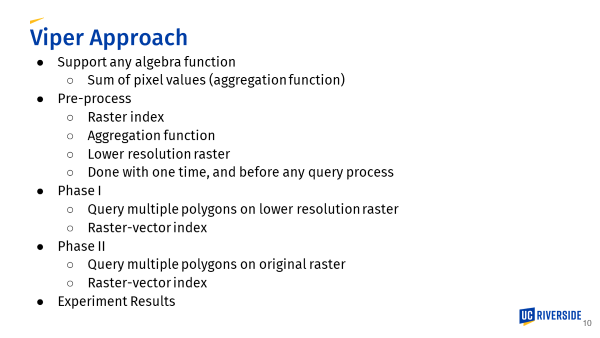 Viper Approach
● Support any algebra function
○ Sum of pixel values (aggregation function)
● Pre-process
○ Raster index
○ Aggregation function
○ Lower resolution raster
○ Done with one time, and before any query process
● Phase I
○ Query multiple polygons on lower resolution raster
○ Raster-vector index
● Phase II
○ Query multiple polygons on original raster
○ Raster-vector index
● Experiment Results
UC RIVERSIDE
10